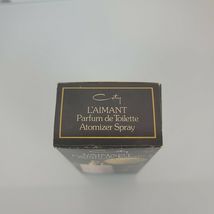 Coty
L'AIMANT
Parfum de Toilette
Atomizer Spray